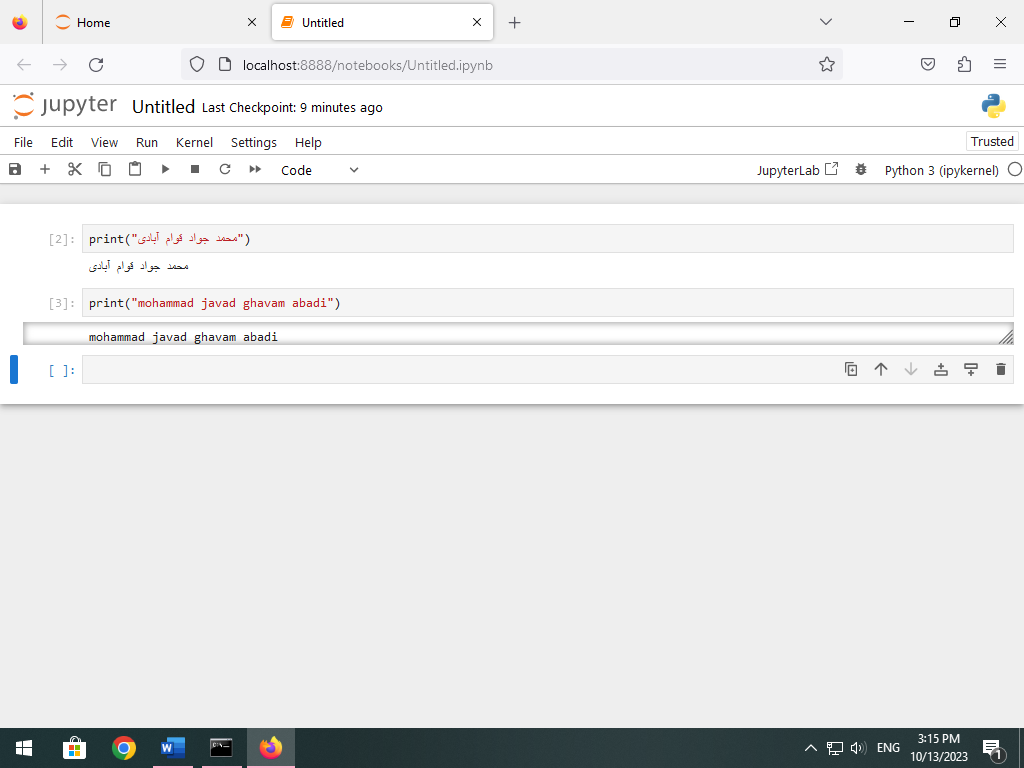 Home
Untitled
localhost:8888/notebooks/Untitled.ipynb
jupyter Untitled Last Checkpoint: 9 minutes ago
File Edit View Run Kernel Settings Help Trusted
Code JupyterLab Python 3 (ipykernel)
[2]: print("محمد جواد قوام آبادی")
محمد جواد قوام آبادی
[3]: print("mohammad javad ghavam abadi")
mohammad javad ghavam abadi
[ ]:
ENG 3:15 PM
10/13/2023
1